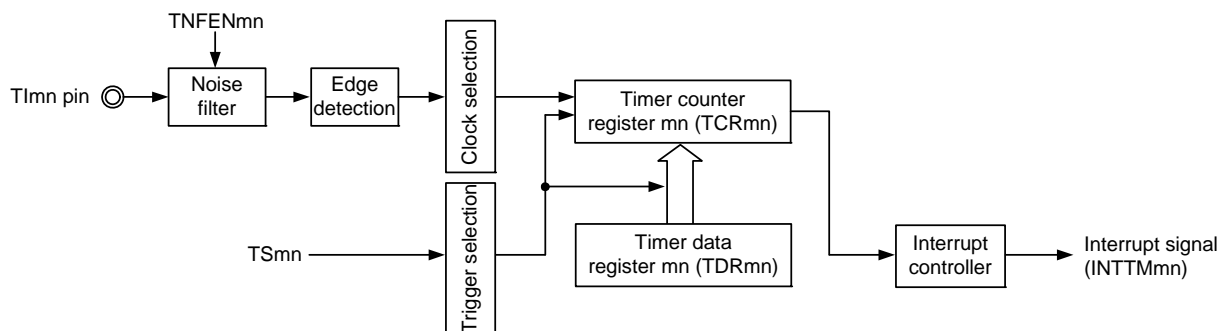 TNFENmn
TImn pin
Noise
filter
Edge
detection
Clock selection
Timer counter
register mn (TCRmn)
TSmn
Trigger selection
Timer data
register mn (TDRmn)
Interrupt
controller
Interrupt signal
(INTTMmn)